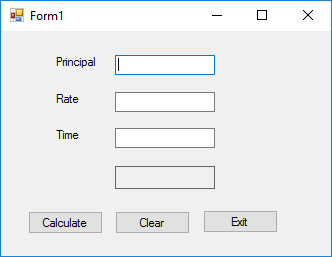 Form1
Principal
Rate
Time
Calculate Clear Exit